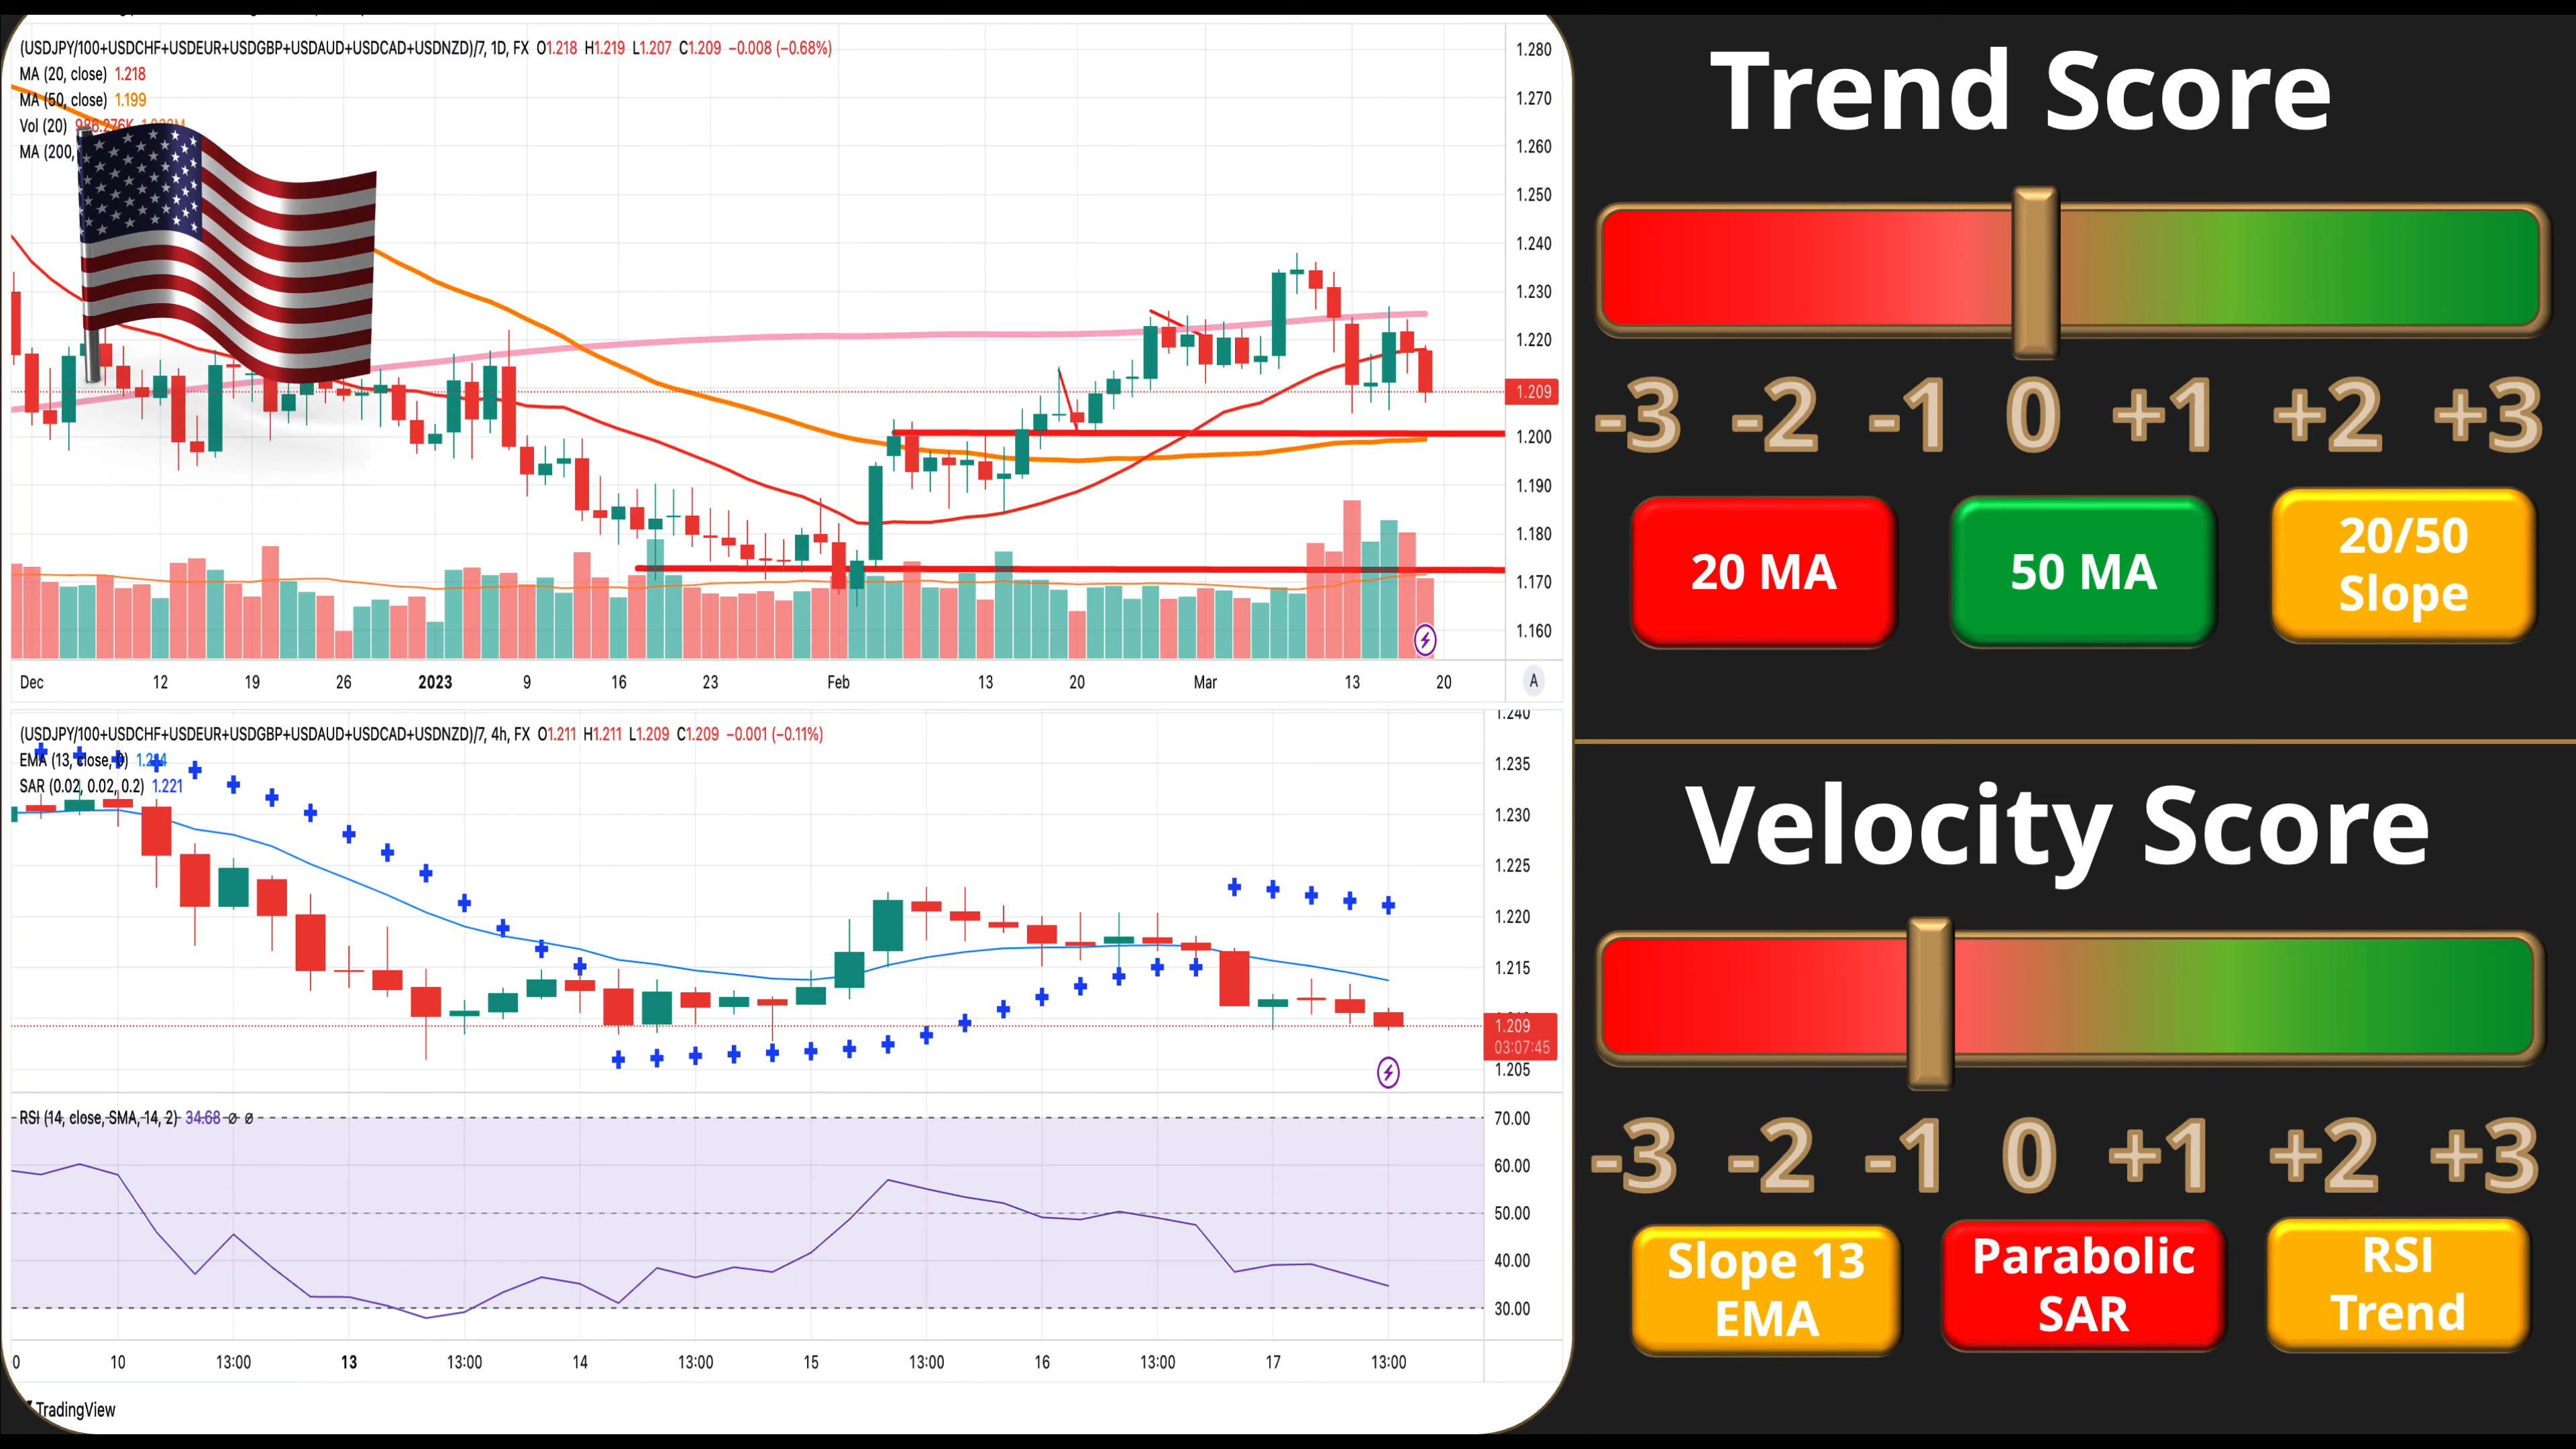 (USDJPY/100+USDCHF+USDEUR+USDGBP+USDAUD+USDCAD+USDNZD)/7, 1D, FX O1.218 H1.219 L1.207 C1.209 −0.008 (−0.68%)
MA (20, close) 1.218
MA (50, close) 1.199
Vol (20) 986.276K
MA (200,
1.280
1.270
1.260
1.250
1.240
1.230
1.220
1.209
1.200
1.190
1.180
1.170
1.160
Dec 12 19 26 2023 9 16 23 Feb 13 20 Mar 13 20 A
(USDJPY/100+USDCHF+USDEUR+USDGBP+USDAUD+USDCAD+USDNZD)/7, 4h, FX O1.211 H1.211 L1.209 C1.209 −0.001 (−0.11%)
EMA (13, close, 0)
SAR (0.02, 0.02, 0.2) 1.221
1.240
1.235
1.230
1.225
1.220
1.215
1.209
03:07:45
1.205
RSI (14, close, SMA, 14, 2) 34.68 ø ø
70.00
60.00
50.00
40.00
30.00
0 10 13:00 13 13:00 14 13:00 15 13:00 16 13:00 17 13:00
TradingView
Trend Score
-3 -2 -1 0 +1 +2 +3
20 MA
50 MA
20/50
Slope
Velocity Score
-3 -2 -1 0 +1 +2 +3
Slope 13
EMA
Parabolic
SAR
RSI
Trend